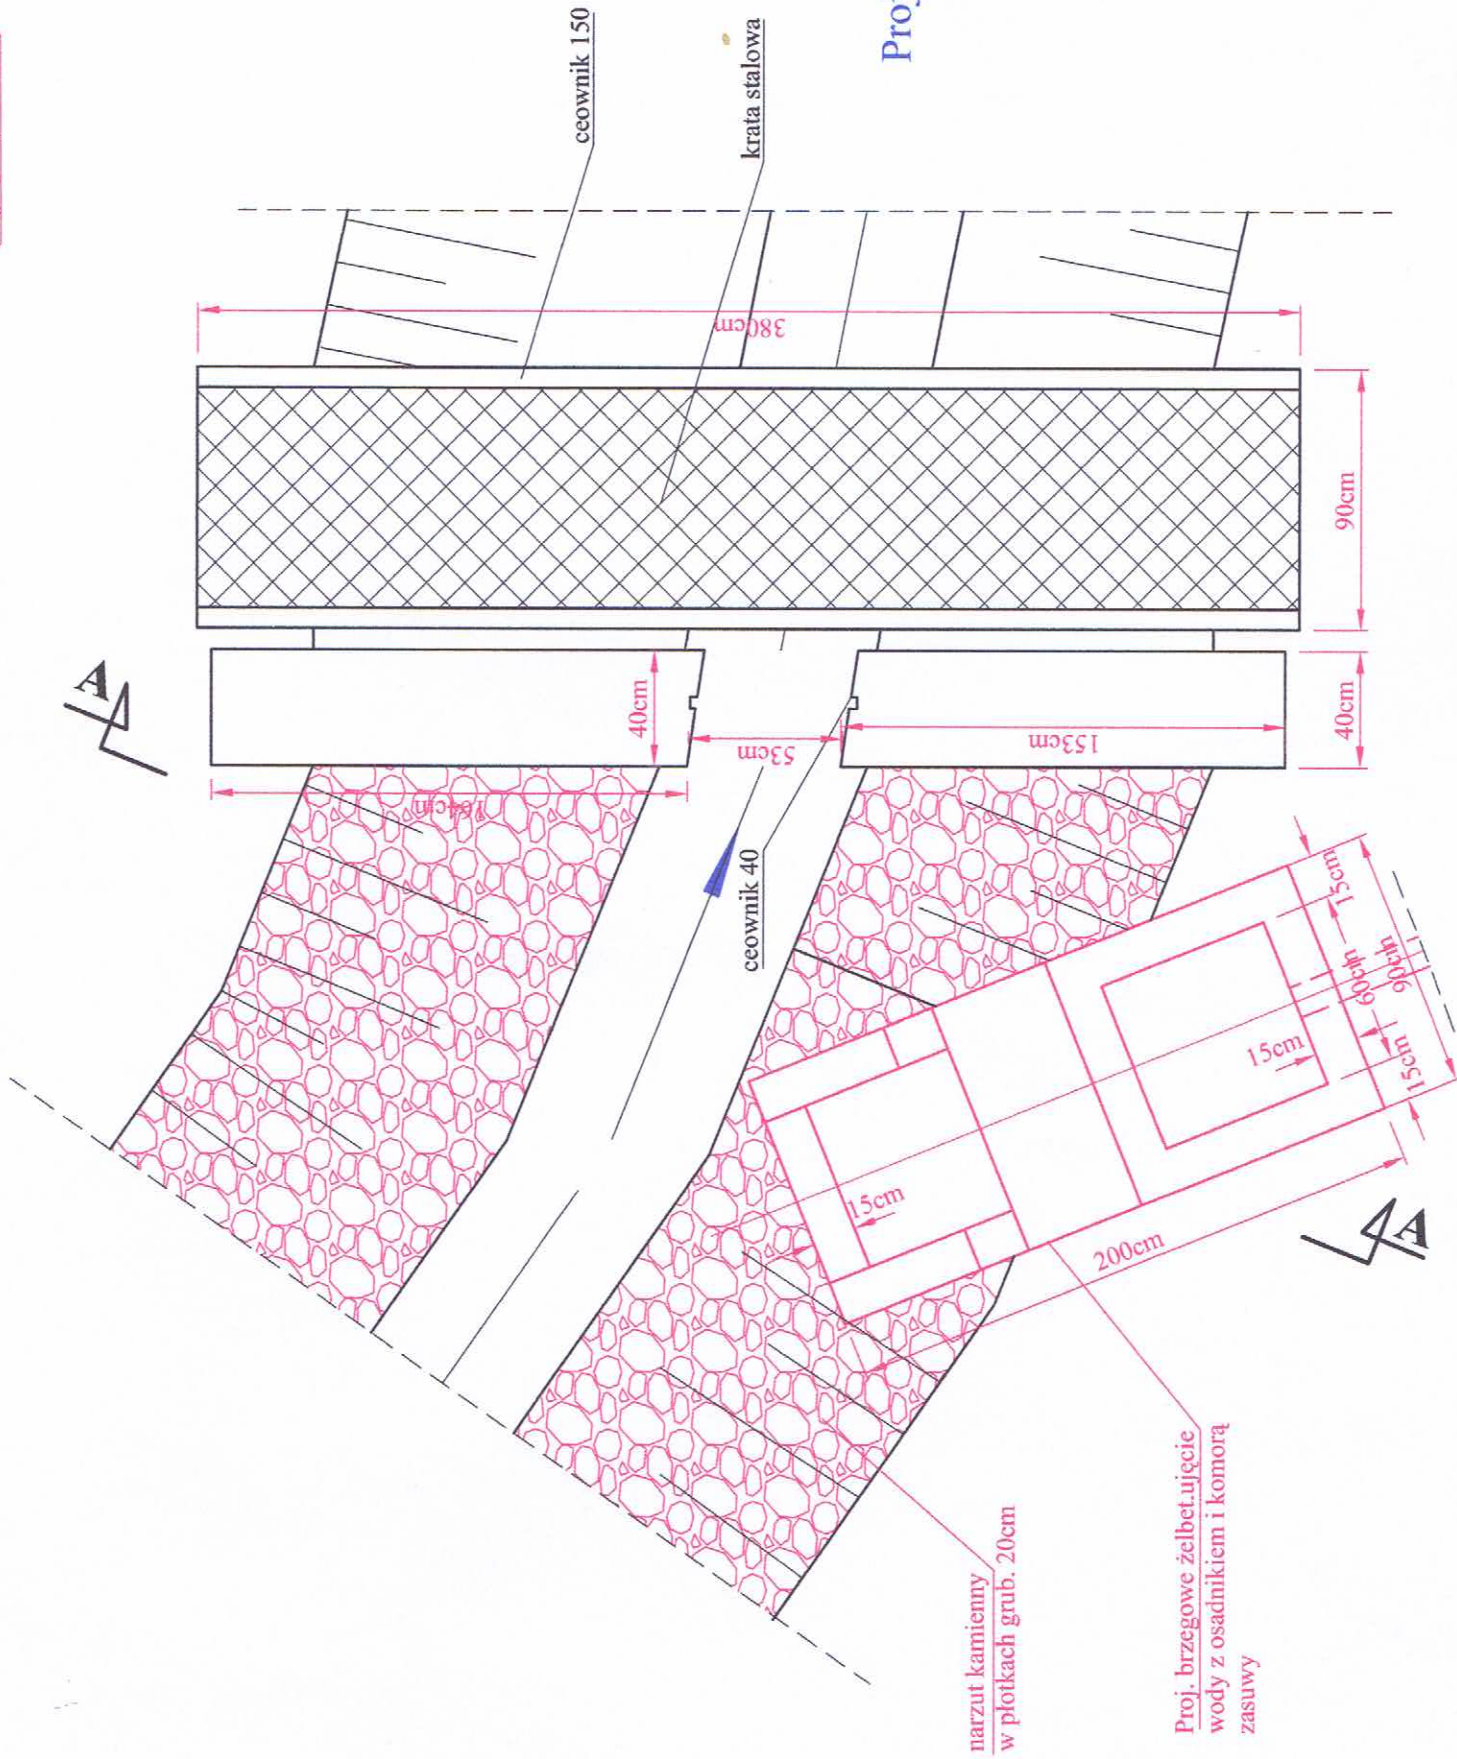 ceownik 150
krata stalowa
380cm
90cm
A
40cm
164cm
53cm
153cm
40cm
ceownik 40
15cm
60cm
90cm
15cm
15cm
15cm
200cm
A
narzut kamienny
w płotkach grub. 20cm
Proj. brzegowe żelbet.ujęcie
wody z osadnikiem i komorą
zasuwy